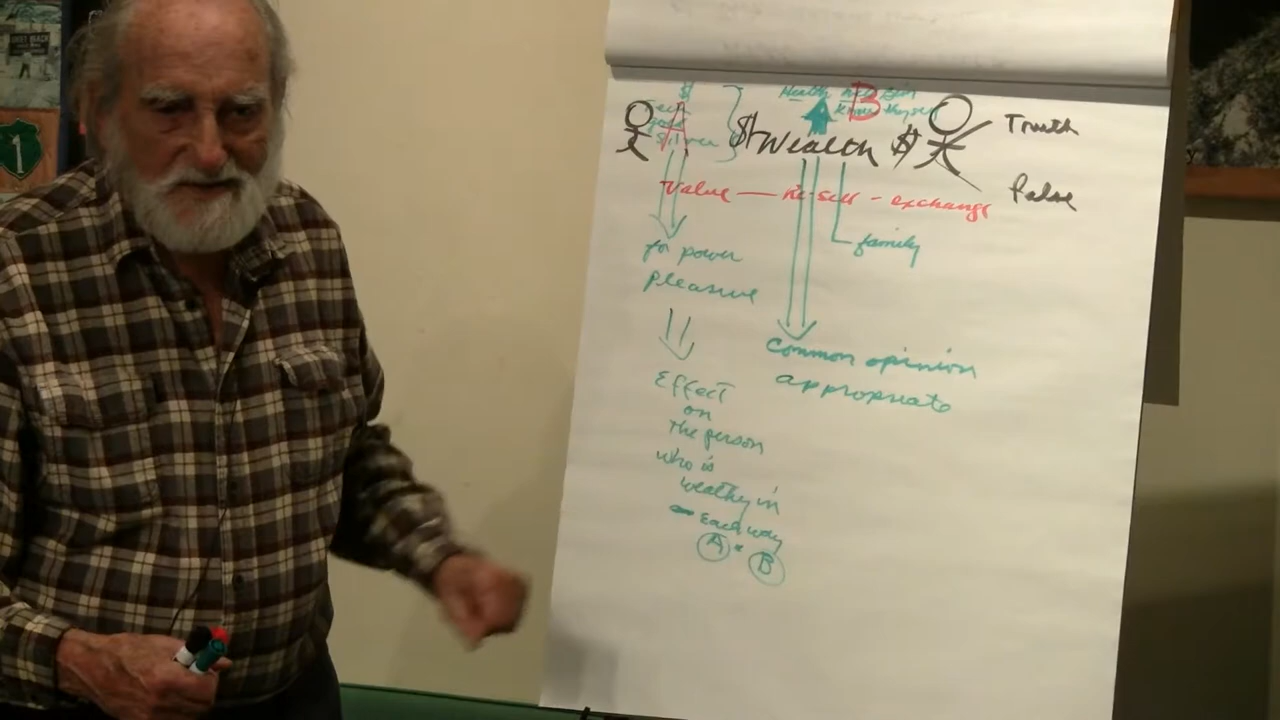 $
A
B
$ Wealth $
Truth
False
Value — Re-sell - exchange
for power
pleasure
family
Common opinion
appropriate
Effect
on
the person
who is
wealthy in
- Each way
A B
1